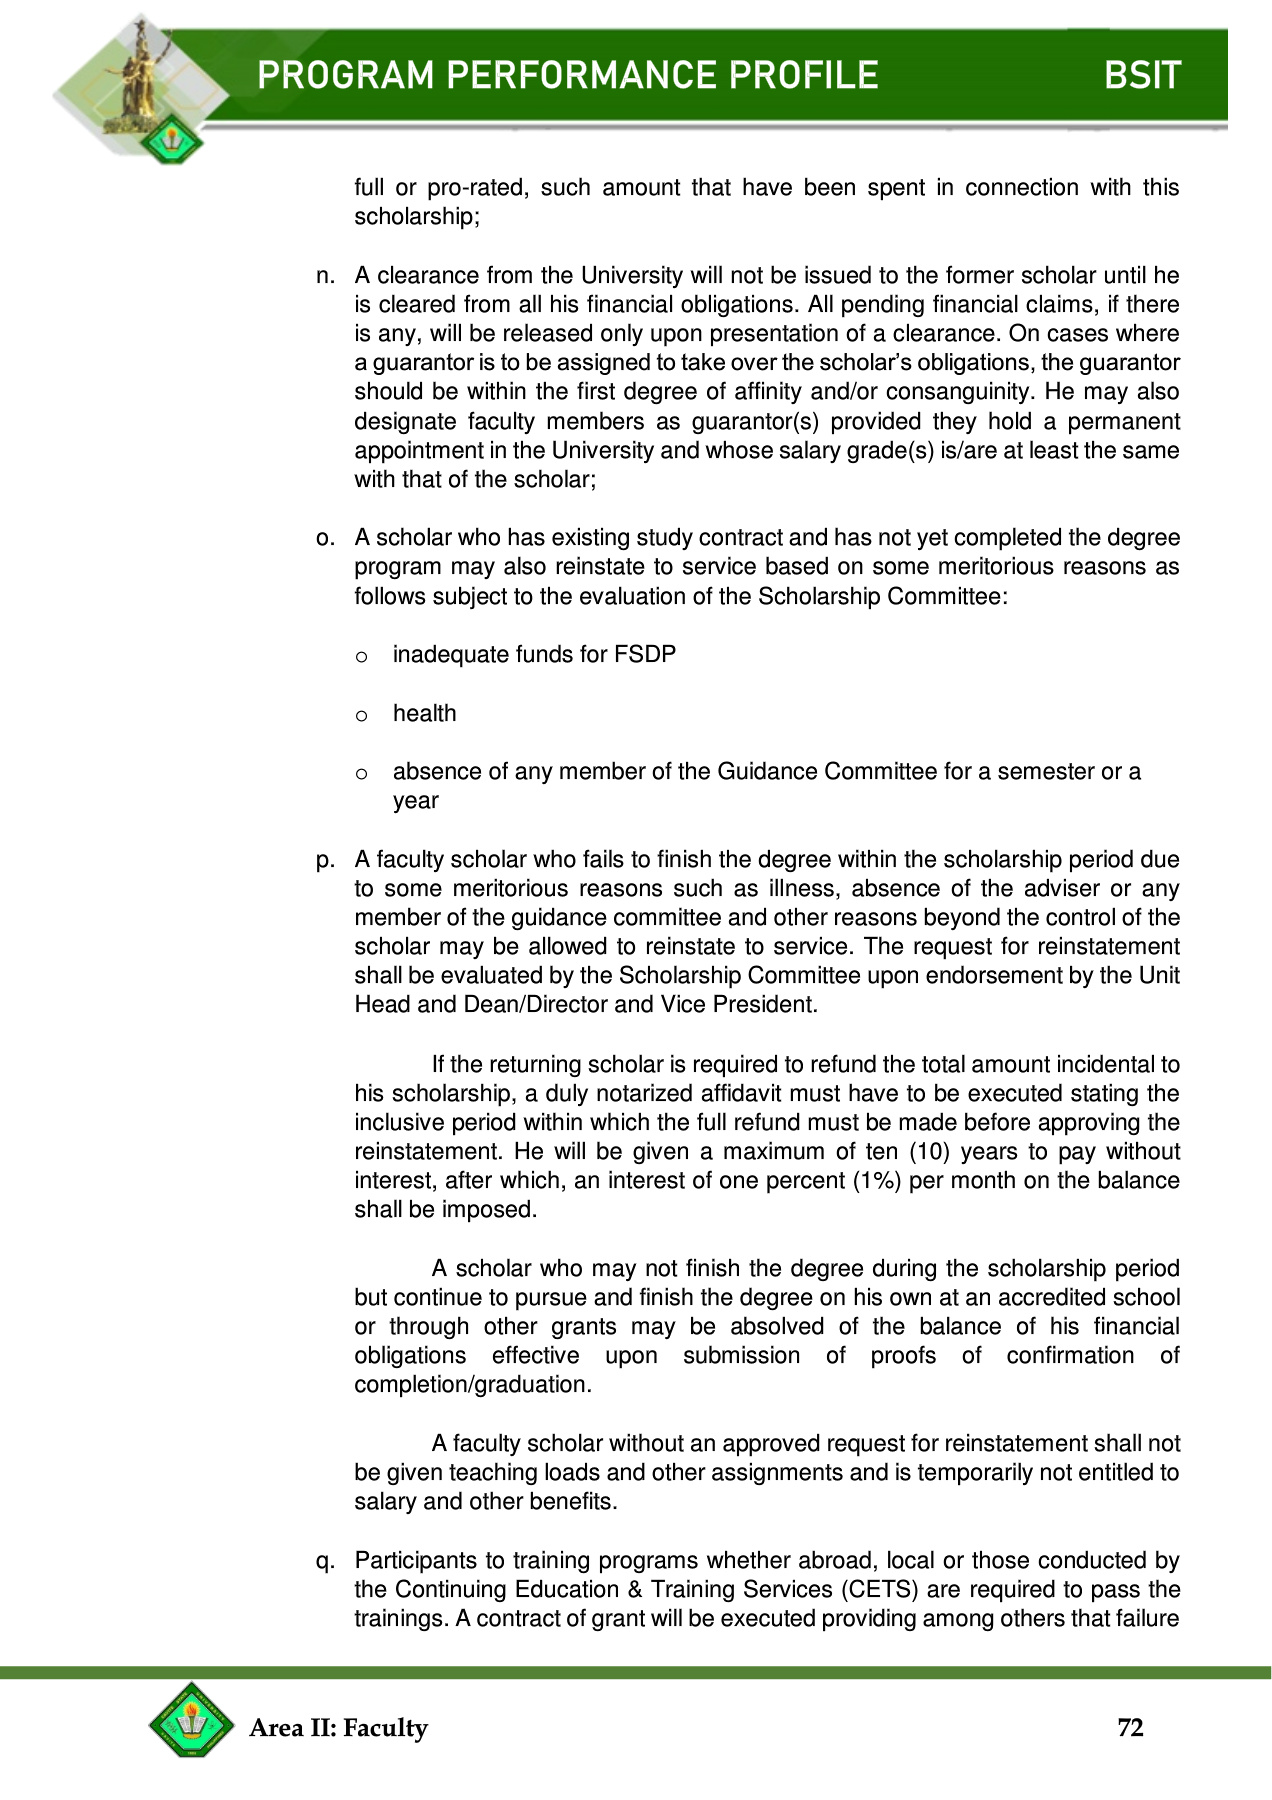 PROGRAM PERFORMANCE PROFILE BSIT
full or pro-rated, such amount that have been spent in connection with this
scholarship;
n. A clearance from the University will not be issued to the former scholar until he
is cleared from all his financial obligations. All pending financial claims, if there
is any, will be released only upon presentation of a clearance. On cases where
a guarantor is to be assigned to take over the scholar’s obligations, the guarantor
should be within the first degree of affinity and/or consanguinity. He may also
designate faculty members as guarantor(s) provided they hold a permanent
appointment in the University and whose salary grade(s) is/are at least the same
with that of the scholar;
o. A scholar who has existing study contract and has not yet completed the degree
program may also reinstate to service based on some meritorious reasons as
follows subject to the evaluation of the Scholarship Committee:
o inadequate funds for FSDP
o health
o absence of any member of the Guidance Committee for a semester or a
year
p. A faculty scholar who fails to finish the degree within the scholarship period due
to some meritorious reasons such as illness, absence of the adviser or any
member of the guidance committee and other reasons beyond the control of the
scholar may be allowed to reinstate to service. The request for reinstatement
shall be evaluated by the Scholarship Committee upon endorsement by the Unit
Head and Dean/Director and Vice President.
If the returning scholar is required to refund the total amount incidental to
his scholarship, a duly notarized affidavit must have to be executed stating the
inclusive period within which the full refund must be made before approving the
reinstatement. He will be given a maximum of ten (10) years to pay without
interest, after which, an interest of one percent (1%) per month on the balance
shall be imposed.
A scholar who may not finish the degree during the scholarship period
but continue to pursue and finish the degree on his own at an accredited school
or through other grants may be absolved of the balance of his financial
obligations effective upon submission of proofs of confirmation of
completion/graduation.
A faculty scholar without an approved request for reinstatement shall not
be given teaching loads and other assignments and is temporarily not entitled to
salary and other benefits.
q. Participants to training programs whether abroad, local or those conducted by
the Continuing Education & Training Services (CETS) are required to pass the
trainings. A contract of grant will be executed providing among others that failure
Area II: Faculty 72